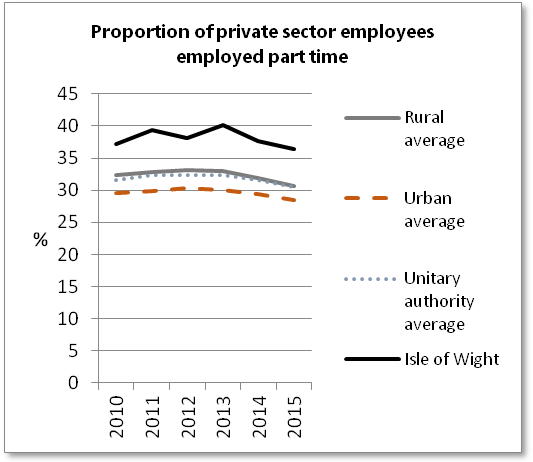 Proportion of private sector employees
employed part time
45
40
35
30
25
20
15
10
5
0
%
2010
2011
2012
2013
2014
2015
Rural
average
Urban
average
Unitary
authority
average
Isle of Wight